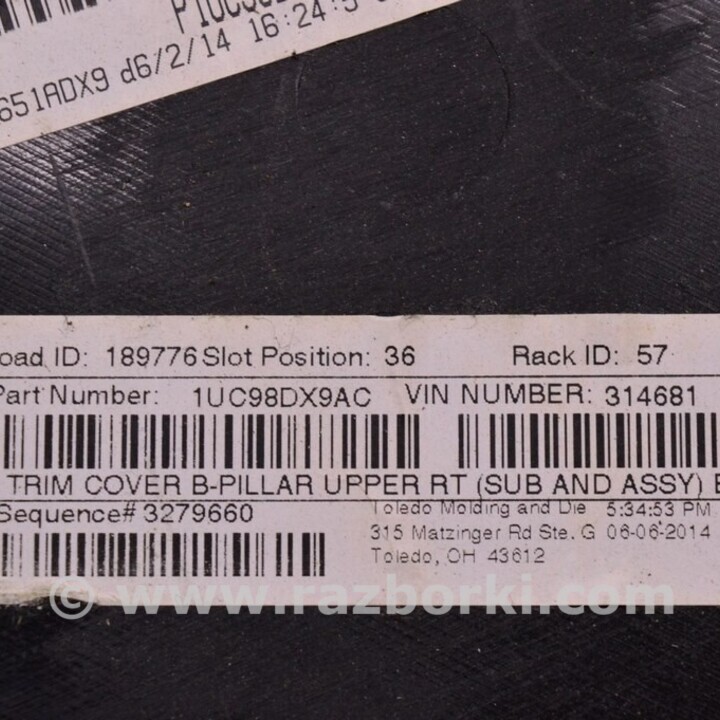 651ADX9 d6/2/14 16:24:5
oad ID: 189776 Slot Position: 36 Rack ID: 57
Part Number: 1UC98DX9AC VIN NUMBER: 314681
TRIM COVER B-PILLAR UPPER RT (SUB AND ASSY)
Sequence# 3279660
Toledo Molding and Die 5:34:53 PM
315 Matzinger Rd Ste. G 06-06-2014
Toledo, OH 43612
© www.razborki.com